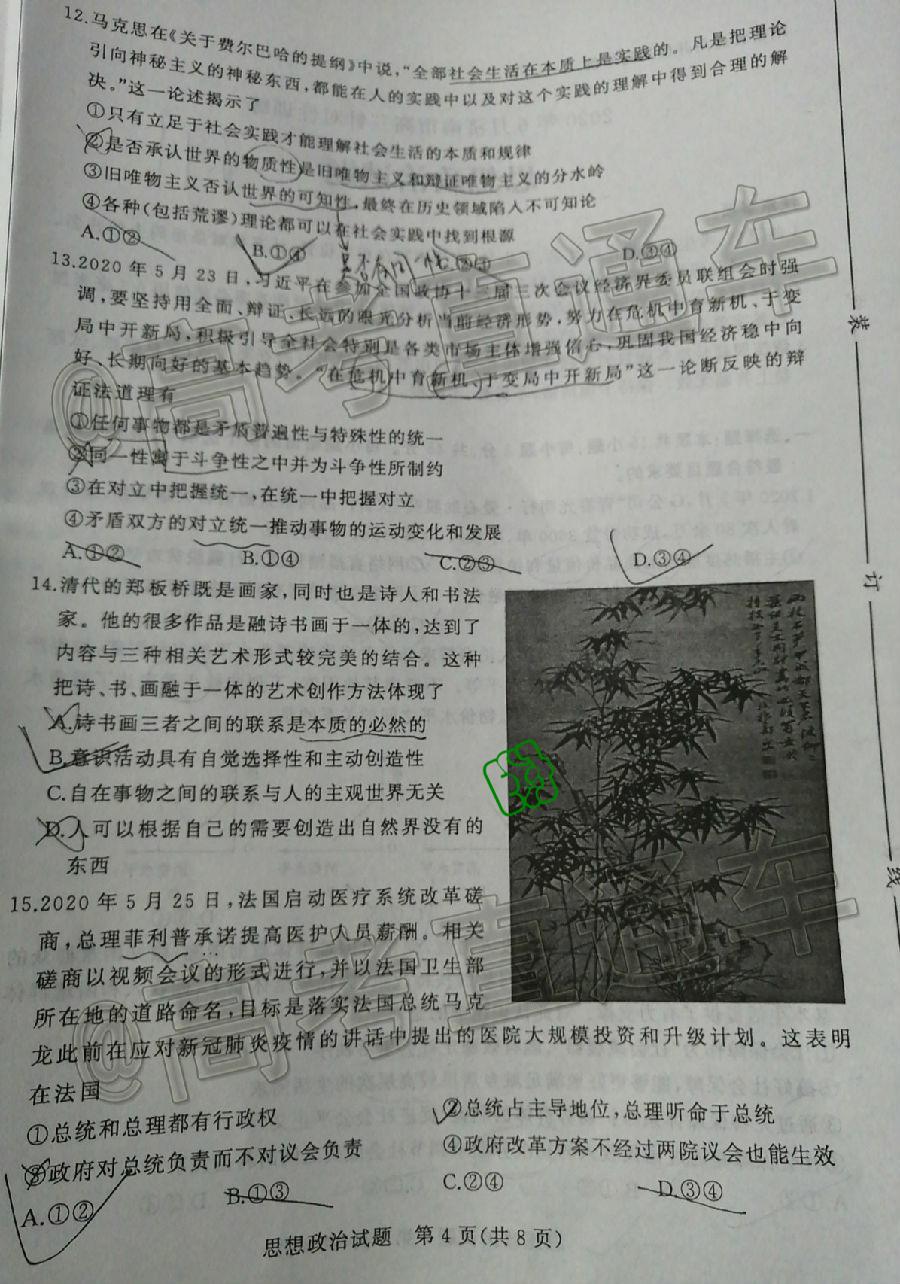 12.马克思在《关于费尔巴哈的提纲》中说,“全部社会生活在本质上是实践的。凡是把理论
引向神秘主义的神秘东西,都能在人的实践中以及对这个实践的理解中得到合理的解
决。”这一论述揭示了
①只有立足于社会实践才能理解社会生活的本质和规律
②是否承认世界的物质性是旧唯物主义和辩证唯物主义的分水岭
③旧唯物主义否认世界的可知性,最终在历史领域陷入不可知论
④各种(包括荒谬)理论都可以在社会实践中找到根源
A.①② B.①④ C.②③ D.③④
13.2020 年 5 月 23 日,习近平在参加全国政协十三届三次会议经济界委员联组会时强
调,要坚持用全面、辩证、长远的眼光分析当前经济形势,努力在危机中育新机、于变
局中开新局,积极引导全社会特别是各类市场主体增强信心,巩固我国经济稳中向
好、长期向好的基本趋势。“在危机中育新机、于变局中开新局”这一论断反映的辩
证法道理有
①任何事物都是矛盾普遍性与特殊性的统一
②同一性寓于斗争性之中并为斗争性所制约
③在对立中把握统一,在统一中把握对立
④矛盾双方的对立统一推动事物的运动变化和发展
A.①② B.①④ C.②③ D.③④
14.清代的郑板桥既是画家,同时也是诗人和书法
家。他的很多作品是融诗书画于一体的,达到了
内容与三种相关艺术形式较完美的结合。这种
把诗、书、画融于一体的艺术创作方法体现了
A.诗书画三者之间的联系是本质的必然的
B.意识活动具有自觉选择性和主动创造性
C.自在事物之间的联系与人的主观世界无关
D.人可以根据自己的需要创造出自然界没有的
东西
15.2020 年 5 月 25 日,法国启动医疗系统改革磋
商,总理菲利普承诺提高医护人员薪酬。相关
磋商以视频会议的形式进行,并以法国卫生部
所在地的道路命名,目标是落实法国总统马克
龙此前在应对新冠肺炎疫情的讲话中提出的医院大规模投资和升级计划。这表明
在法国
①总统和总理都有行政权 ②总统占主导地位,总理听命于总统
③政府对总统负责而不对议会负责 ④政府改革方案不经过两院议会也能生效
A.①② B.①③ C.②④ D.③④
思想政治试题 第 4 页(共 8 页)
装
订
线
@高考直通车
@高考直通车